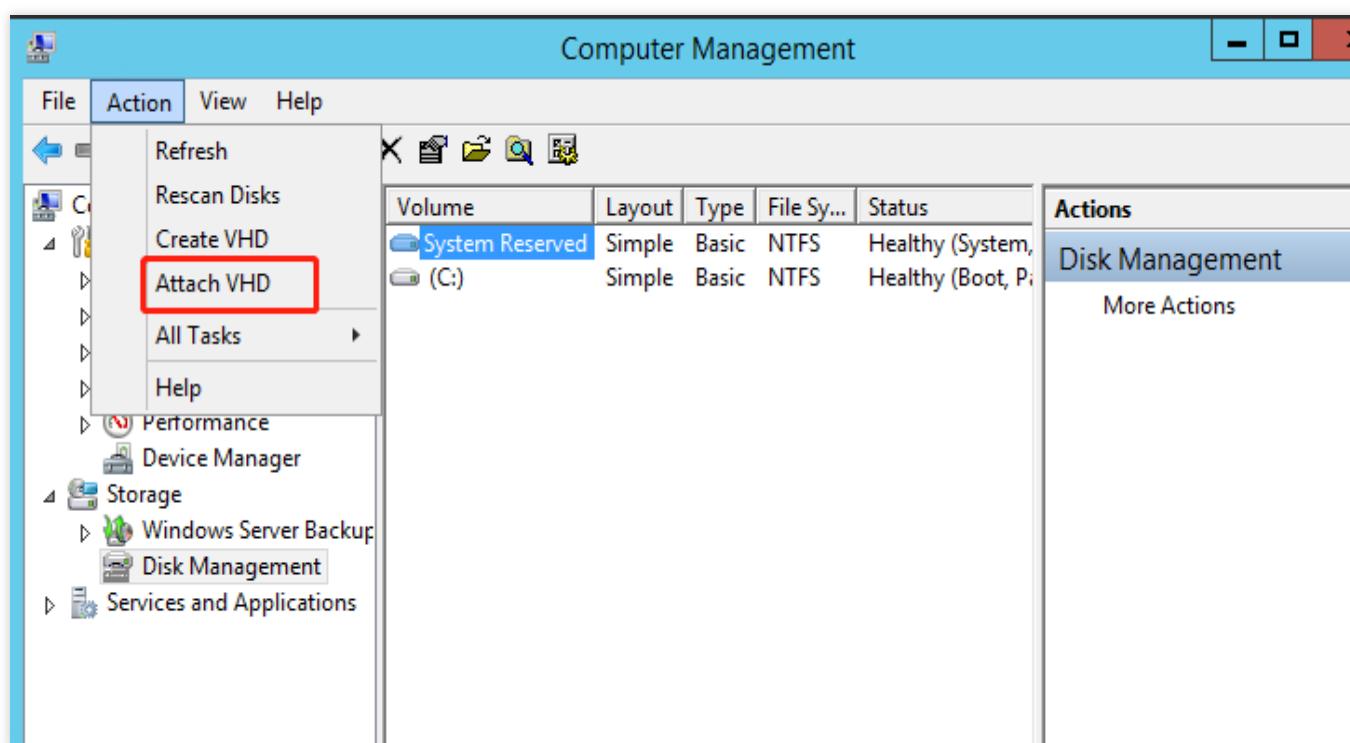 Computer Management
File Action View Help
Refresh
Rescan Disks
Create VHD
Attach VHD
All Tasks
Help
Performance
Device Manager
Storage
Windows Server Backup
Disk Management
Services and Applications
Volume Layout Type File Sy... Status
System Reserved Simple Basic NTFS Healthy (System,
(C:) Simple Basic NTFS Healthy (Boot,
Actions
Disk Management
More Actions